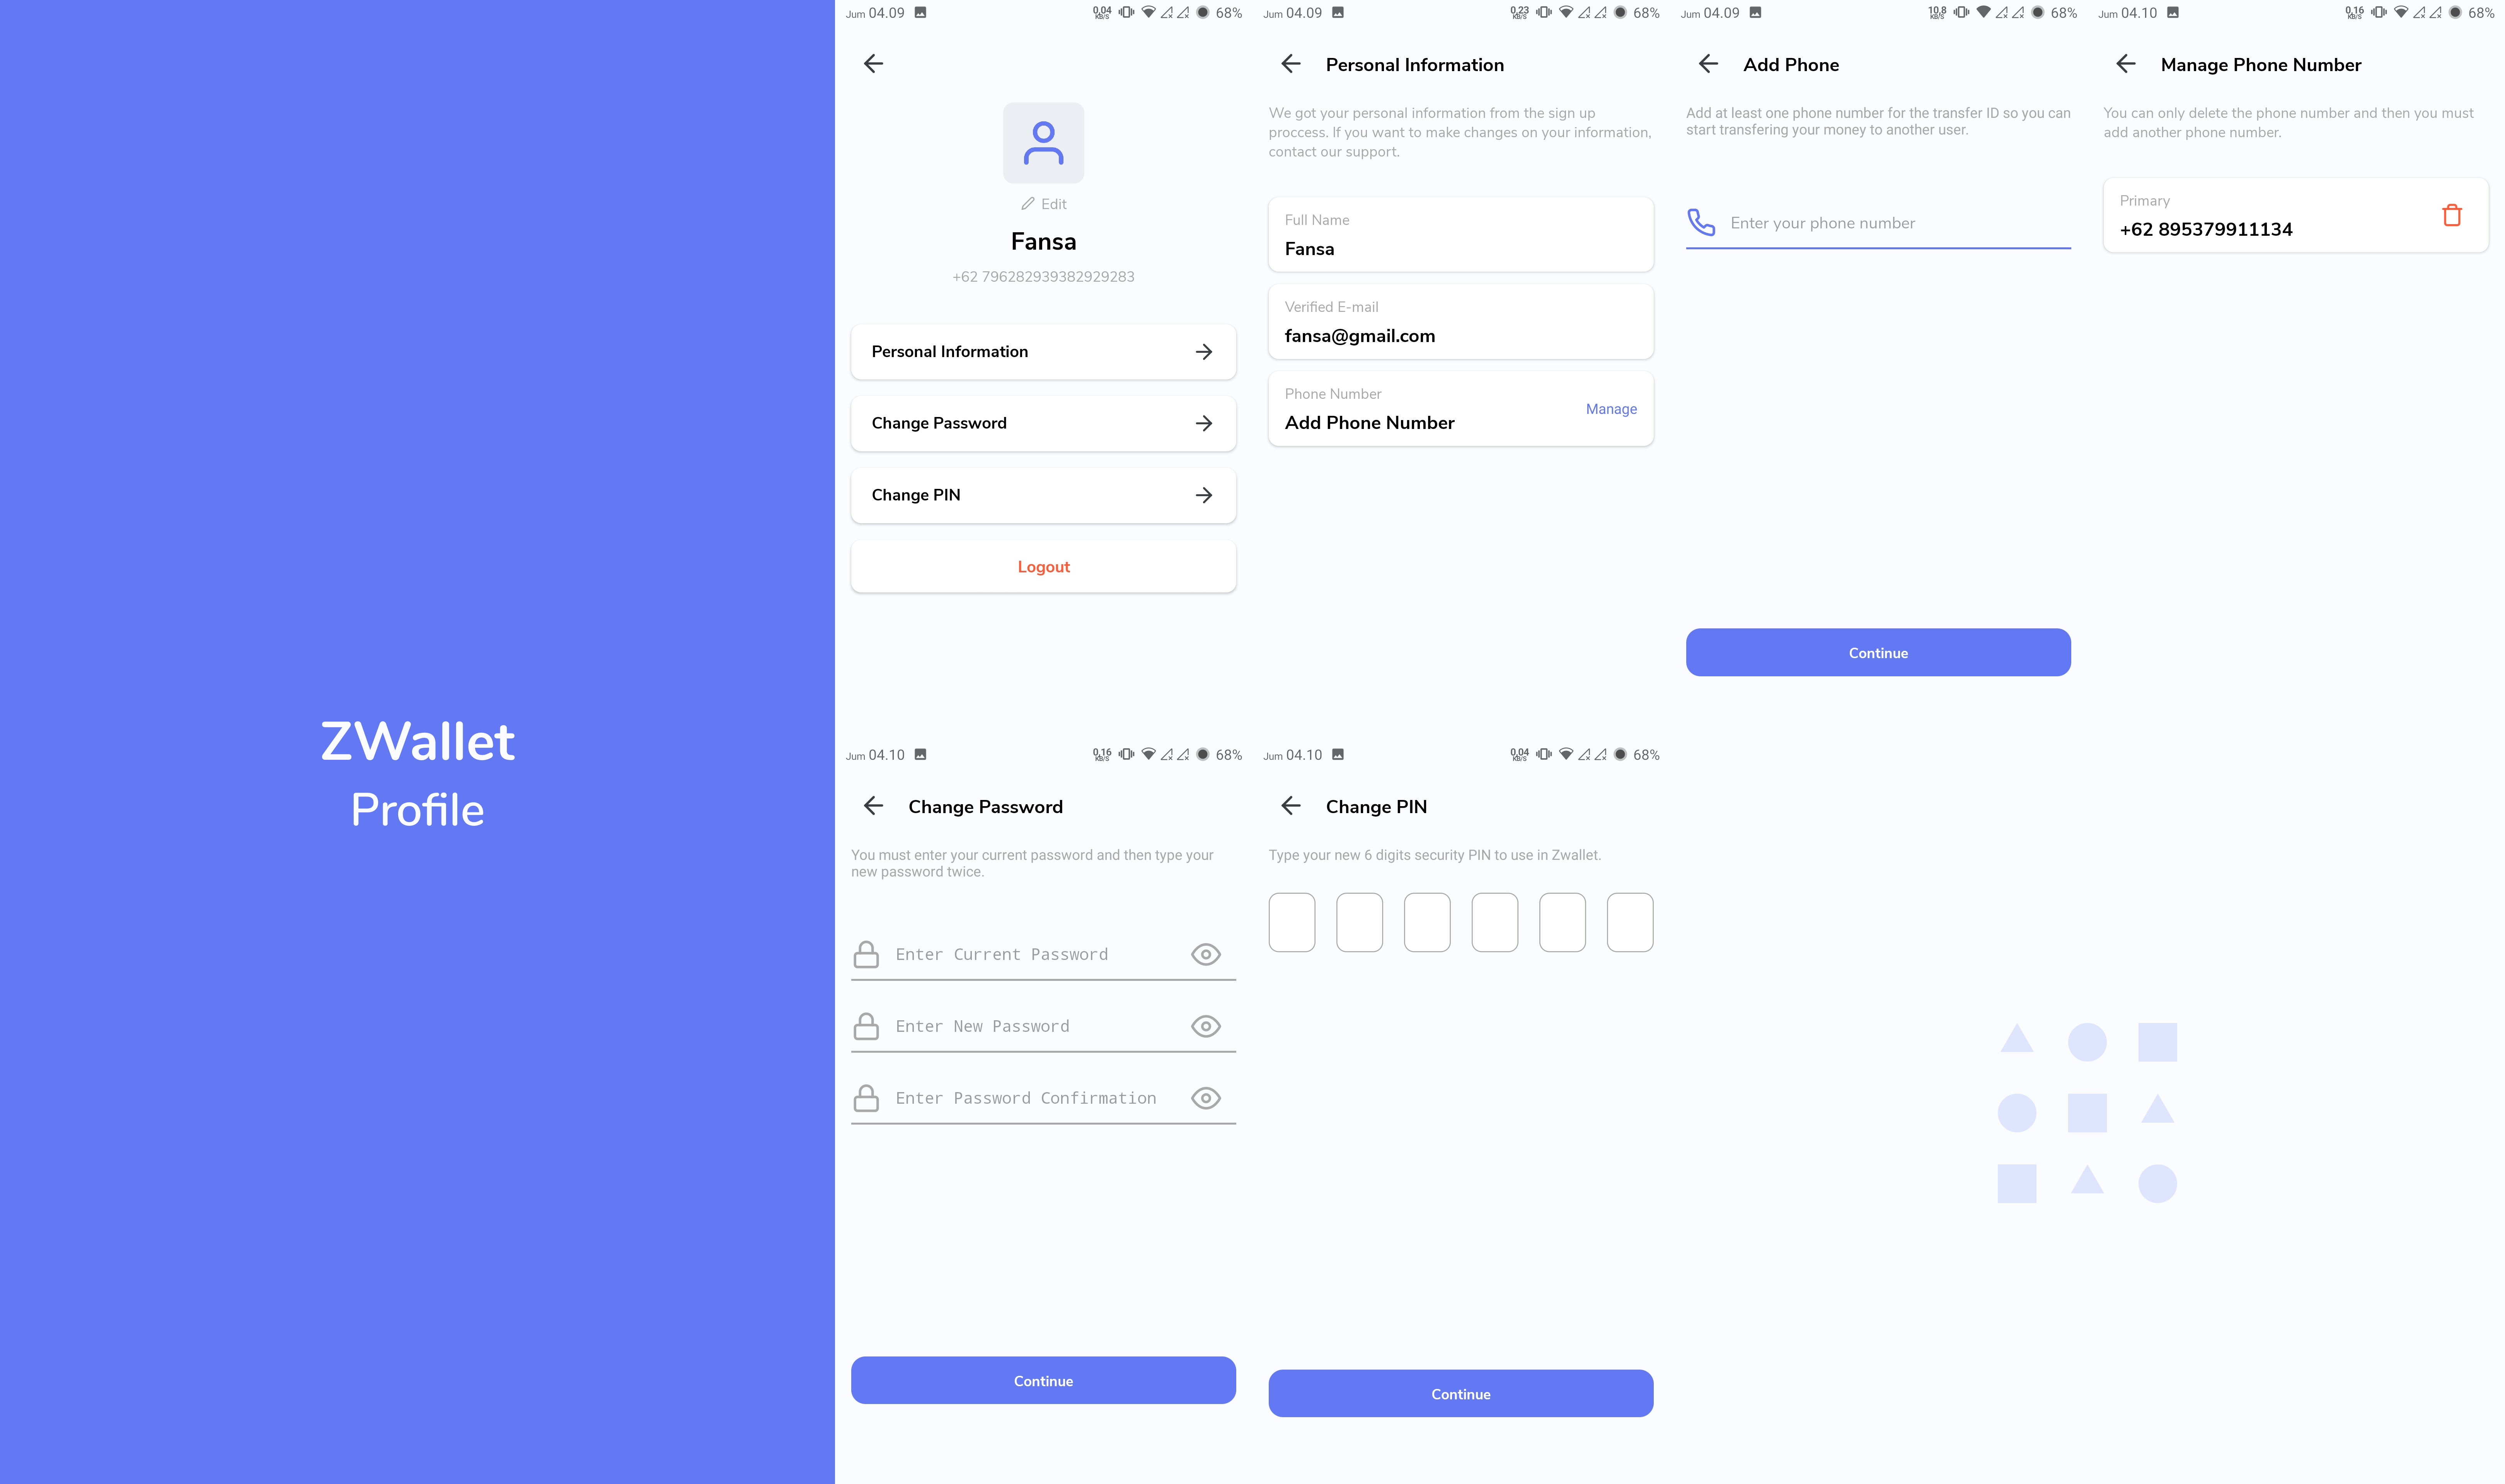 ZWallet
Profile
Jum 04.09
0,04 KB/S
68%
Edit
Fansa
+62 796282939382929283
Personal Information
Change Password
Change PIN
Logout
Jum 04.09
0,23 KB/S
68%
Personal Information
We got your personal information from the sign up
proccess. If you want to make changes on your information,
contact our support.
Full Name
Fansa
Verified E-mail
fansa@gmail.com
Phone Number
Add Phone Number
Manage
Jum 04.09
10,8 KB/S
68%
Add Phone
Add at least one phone number for the transfer ID so you can
start transfering your money to another user.
Enter your phone number
Continue
Jum 04.10
0,16 KB/S
68%
Manage Phone Number
You can only delete the phone number and then you must
add another phone number.
Primary
+62 895379911134
Jum 04.10
0,16 KB/S
68%
Change Password
You must enter your current password and then type your
new password twice.
Enter Current Password
Enter New Password
Enter Password Confirmation
Continue
Jum 04.10
0,04 KB/S
68%
Change PIN
Type your new 6 digits security PIN to use in Zwallet.
Continue